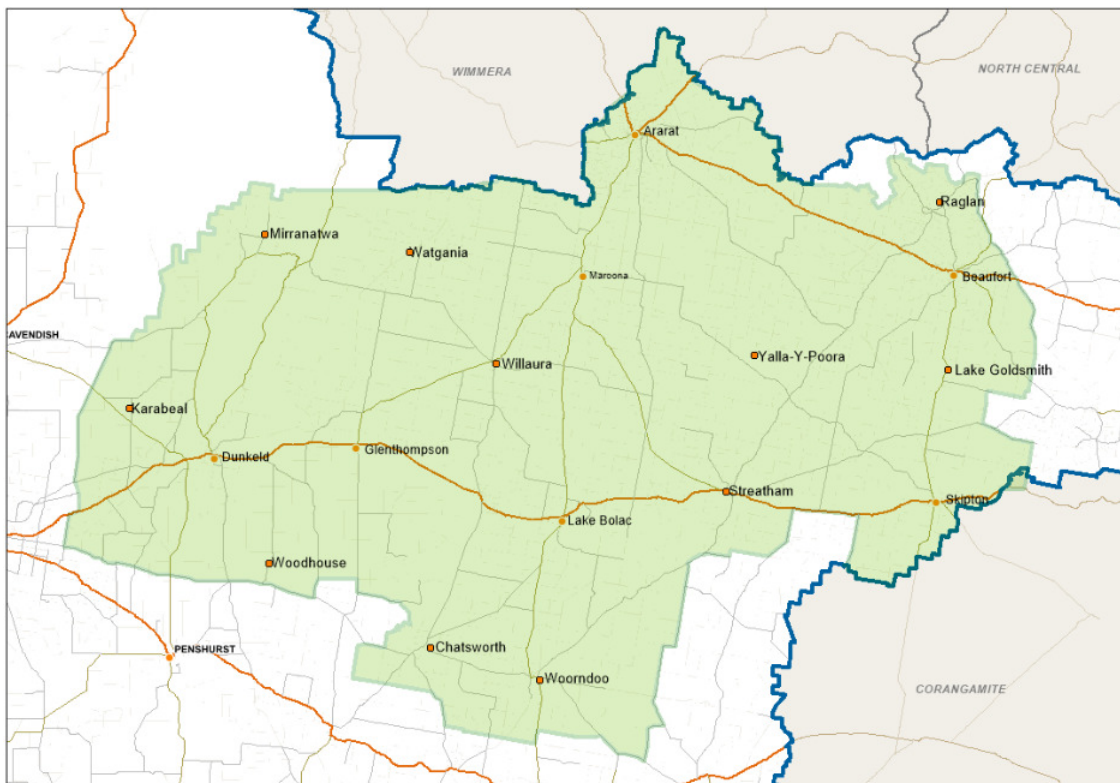 WIMMERA
NORTH CENTRAL
Ararat
Raglan
Mirranatwa
Watgania
Maroona
Beaufort
AVENDISH
Yalla-Y-Poora
Willaura
Lake Goldsmith
Karabeal
Dunkeld
Glenthompson
Streatham
Skipton
Lake Bolac
Woodhouse
Chatsworth
PENSHURST
Woorndoo
CORANGAMITE